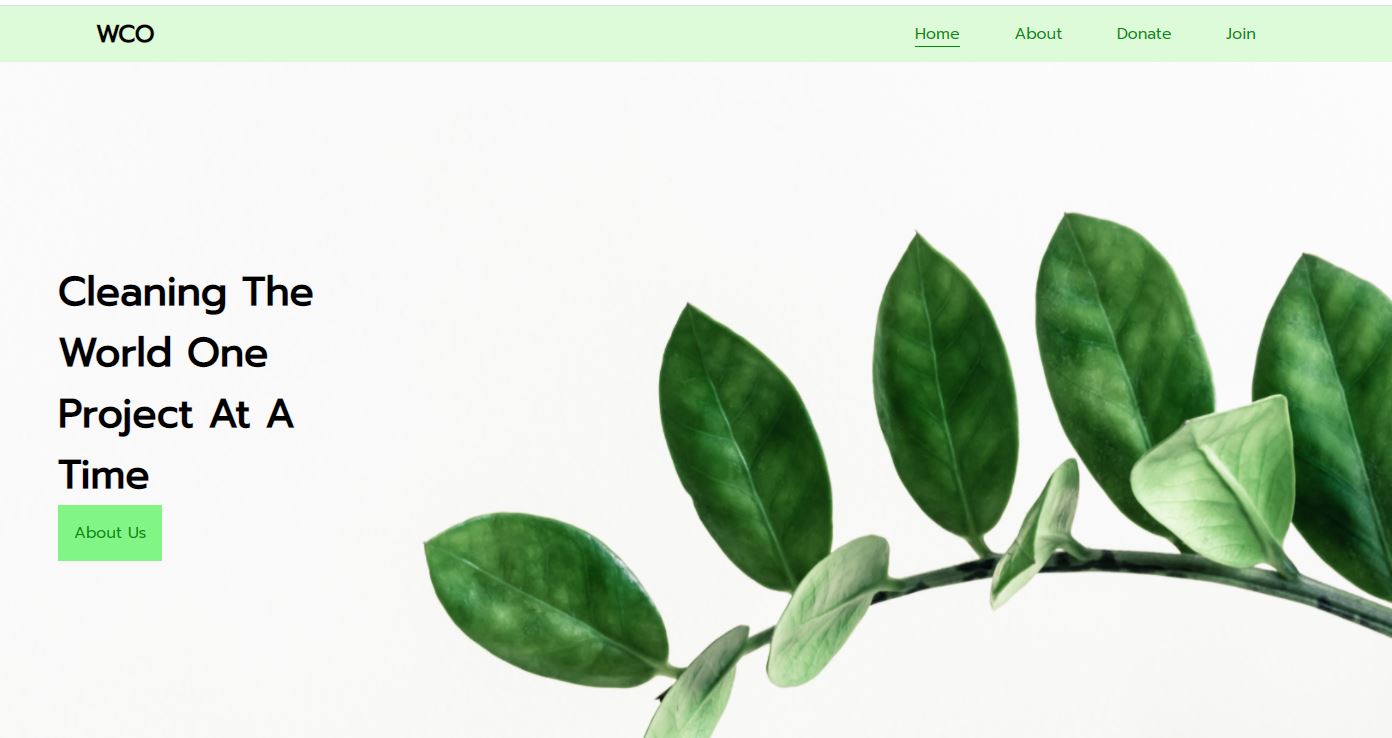 WCO
Home About Donate Join
Cleaning The
World One
Project At A
Time
About Us